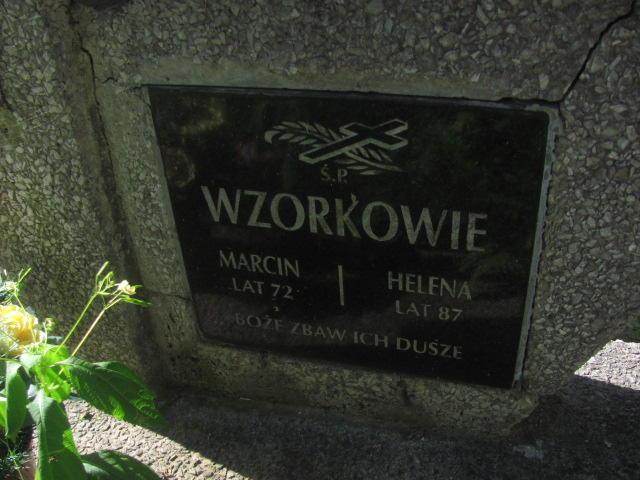 Ś.P.
WZORKOWIE
MARCIN
LAT 72
HELENA
LAT 87
BOŻE ZBAW ICH DUSZE